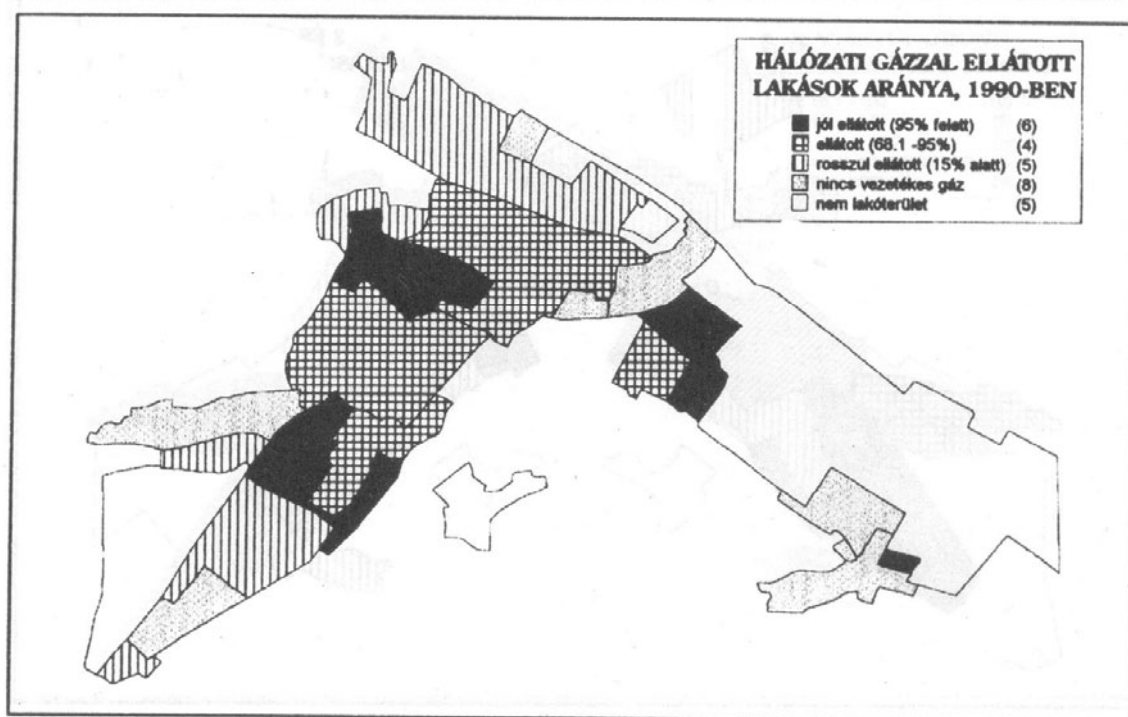 HÁLÓZATI GÁZZAL ELLÁTOTT
LAKÁSOK ARÁNYA, 1990-BEN
jól ellátott (95% felett) (6)
ellátott (68.1 -95%) (4)
rosszul ellátott (15% alatt) (5)
nincs vezetékes gáz (8)
nem lakóterület (5)